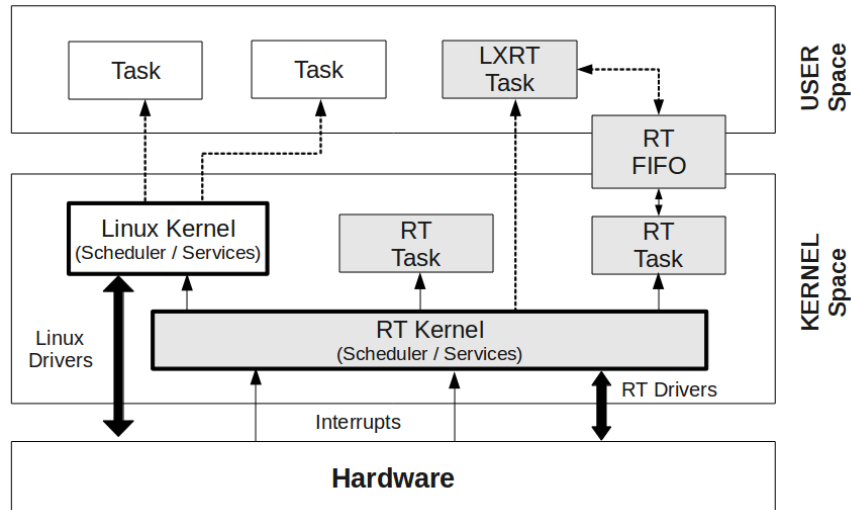 Task
Task
LXRT
Task
USER
Space
RT
FIFO
Linux Kernel
(Scheduler / Services)
RT
Task
RT
Task
KERNEL
Space
Linux
Drivers
RT Kernel
(Scheduler / Services)
RT Drivers
Interrupts
Hardware